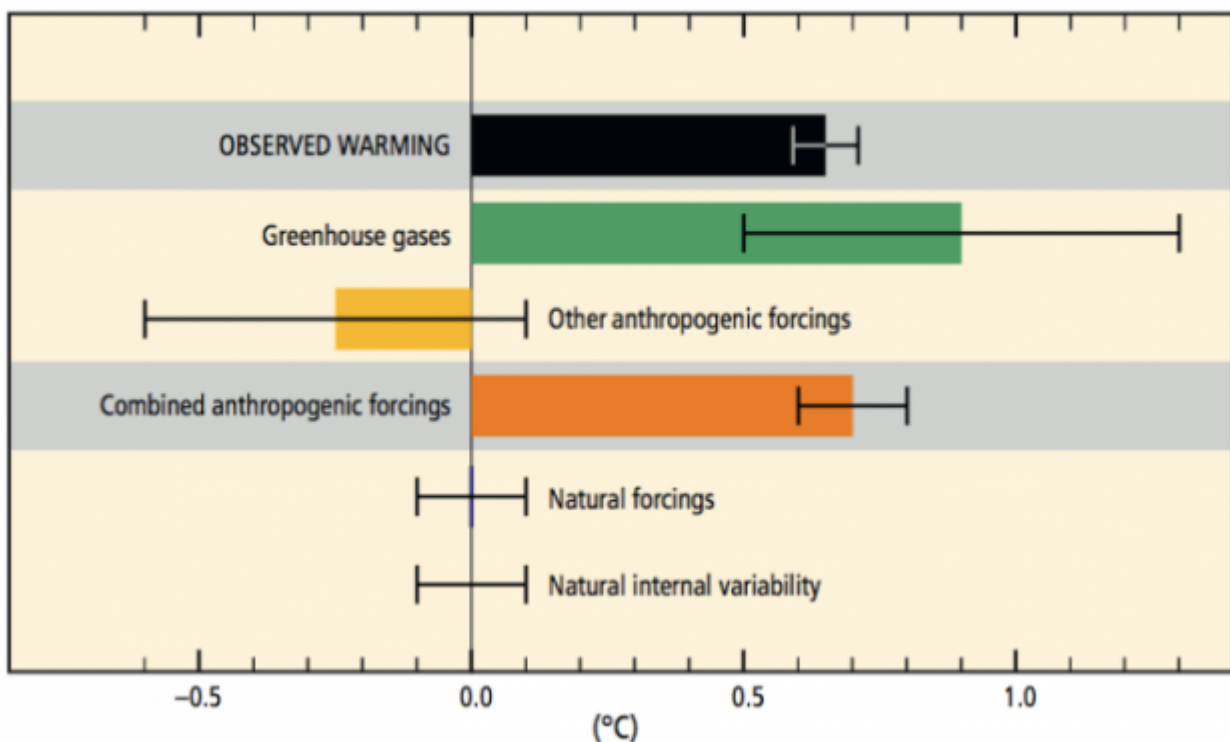 OBSERVED WARMING
Greenhouse gases
Other anthropogenic forcings
Combined anthropogenic forcings
Natural forcings
Natural internal variability
–0.5 0.0 0.5 1.0
(°C)